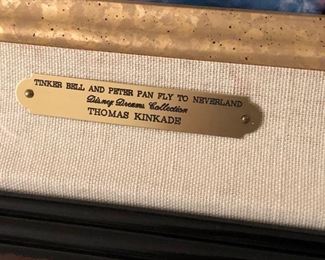 TINKER BELL AND PETER PAN FLY TO NEVERLAND
Disney Dreams Collection
THOMAS KINKADE